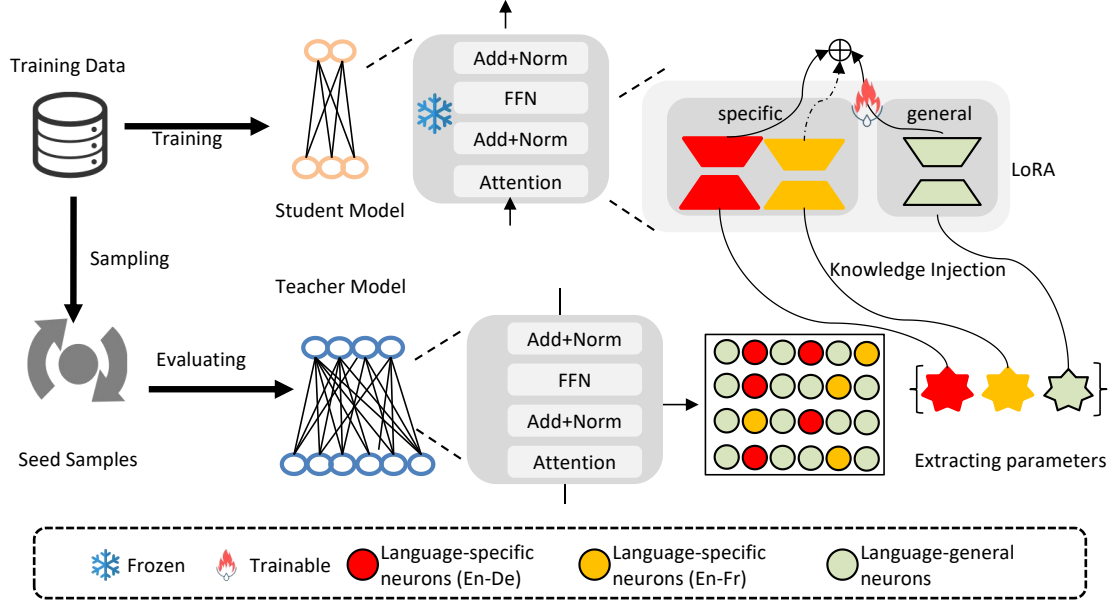 Training Data
Training
Student Model
Add+Norm
FFN
Add+Norm
Attention
specific
general
LoRA
Sampling
Knowledge Injection
Teacher Model
Evaluating
Seed Samples
Add+Norm
FFN
Add+Norm
Attention
Extracting parameters
Frozen
Trainable
Language-specific
neurons (En-De)
Language-specific
neurons (En-Fr)
Language-general
neurons